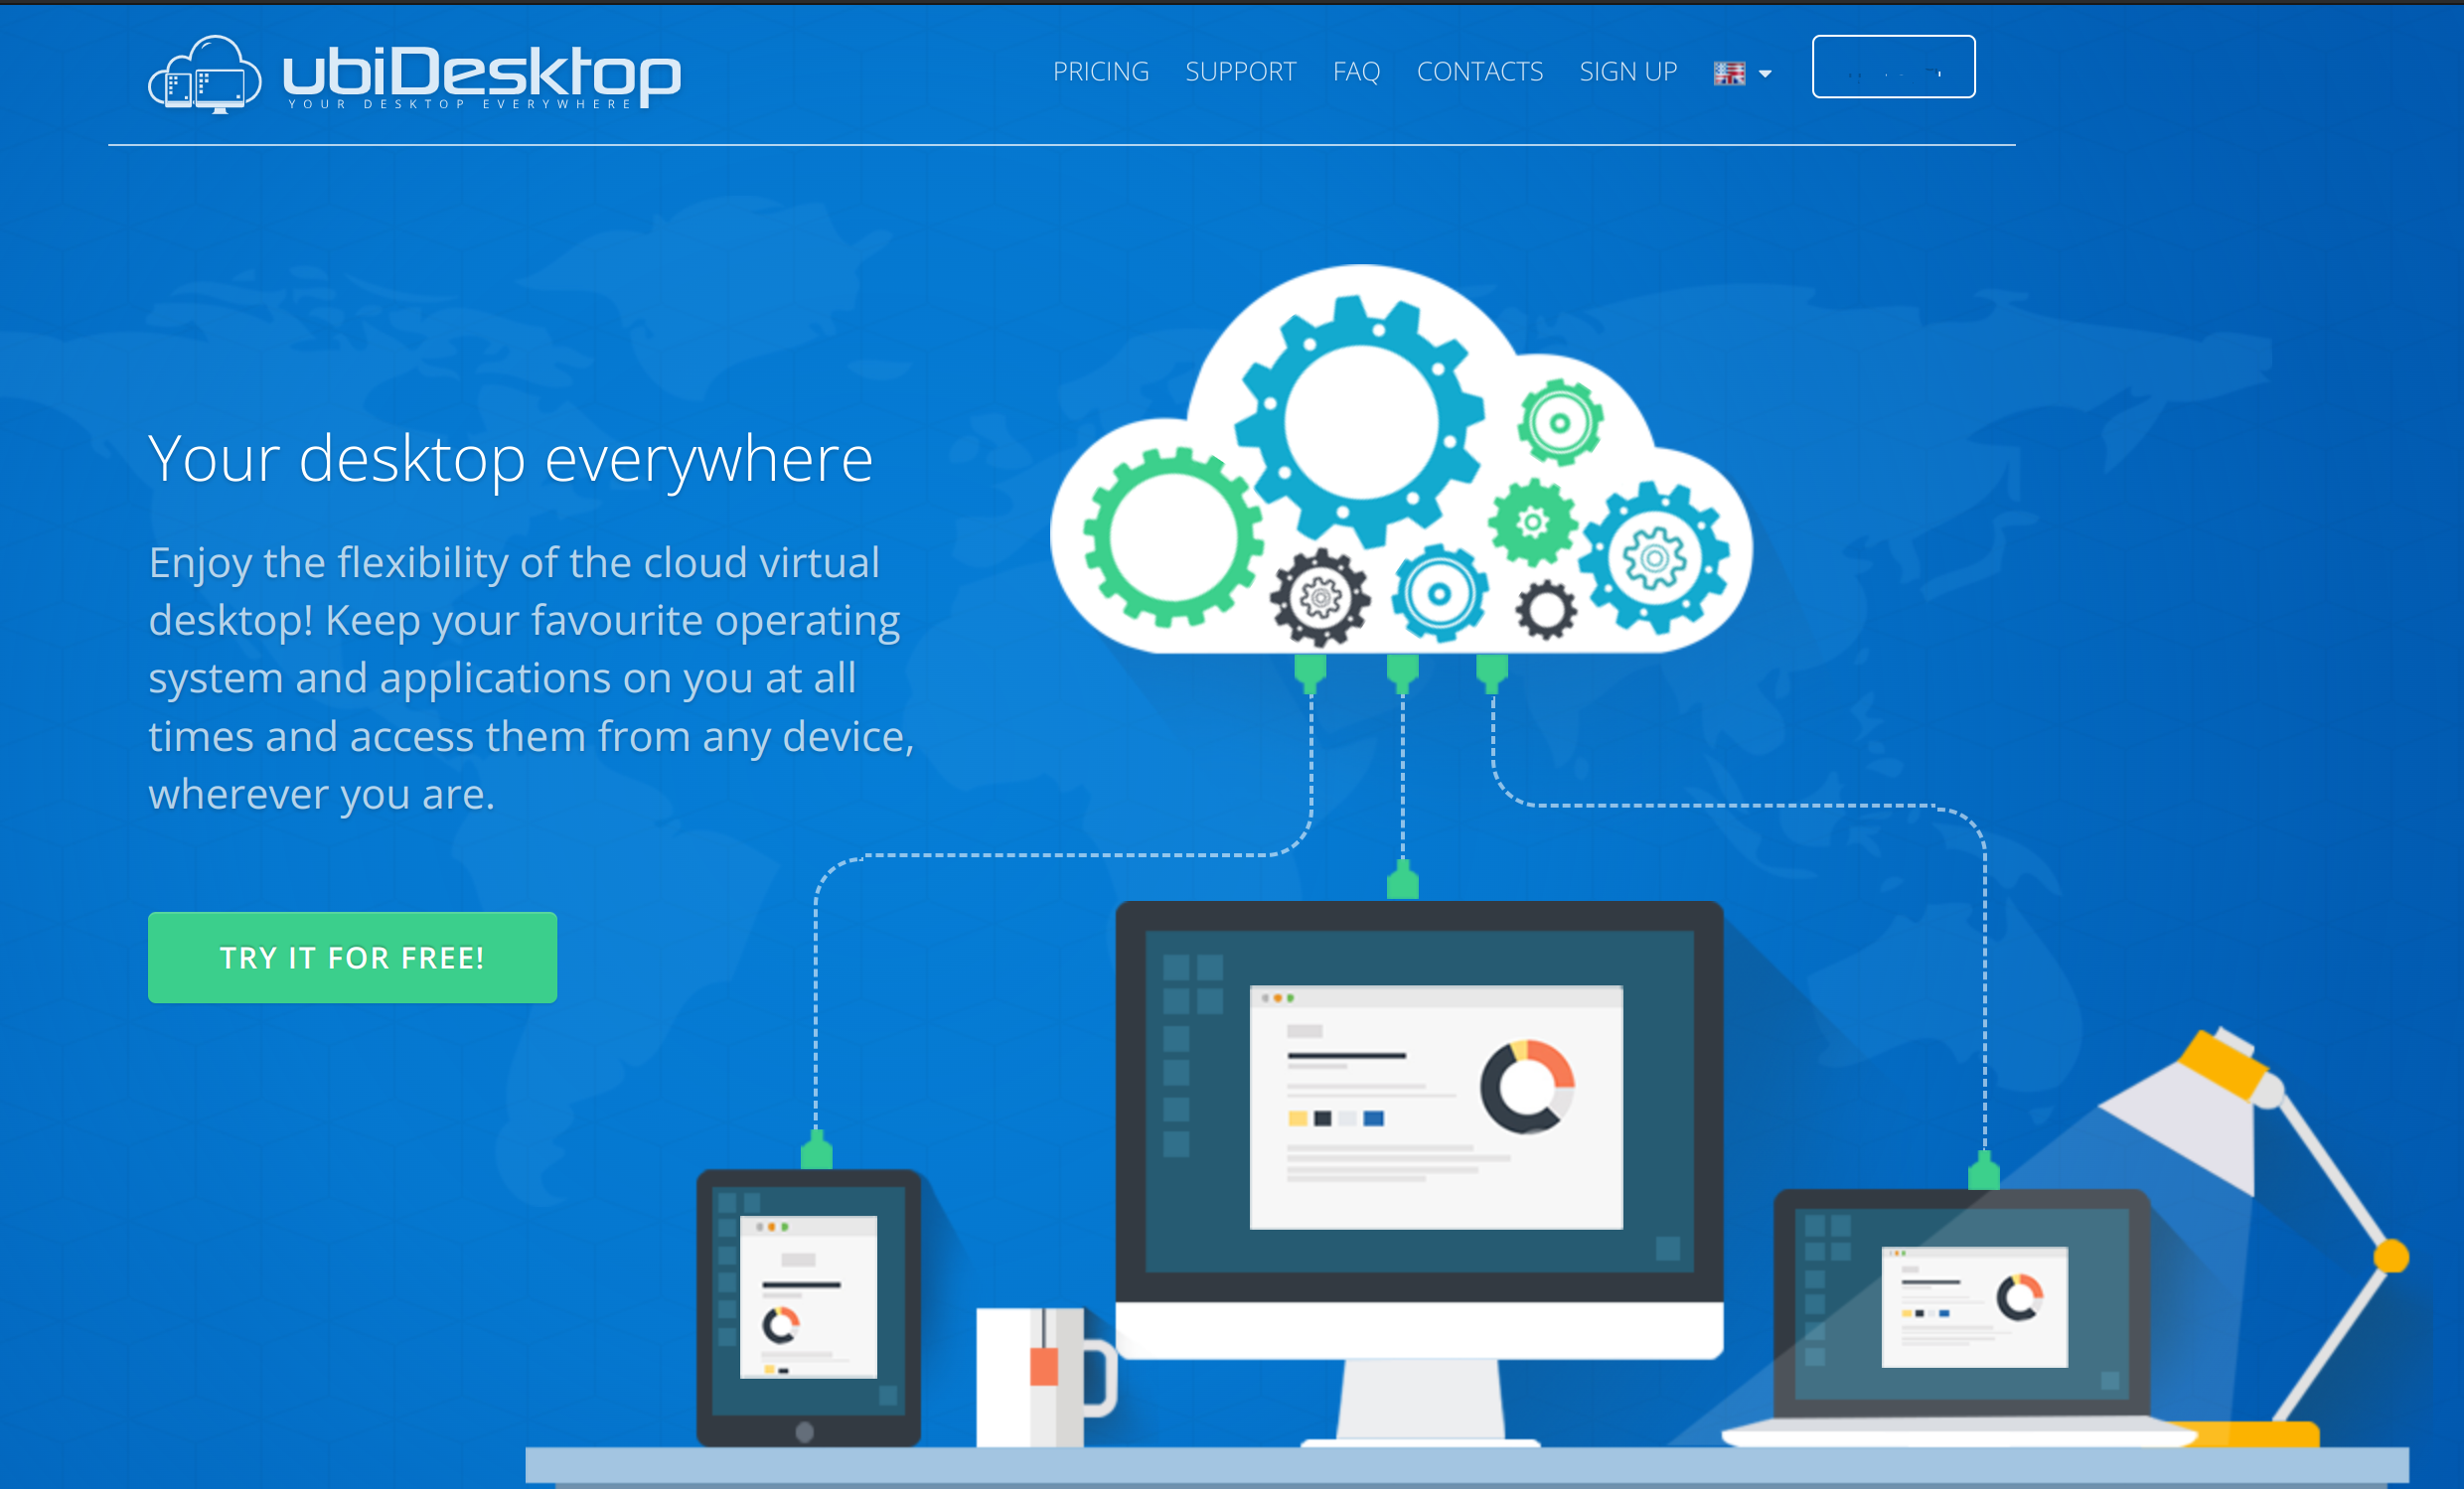 ubiDesktop
YOUR DESKTOP EVERYWHERE
PRICING SUPPORT FAQ CONTACTS SIGN UP
Your desktop everywhere
Enjoy the flexibility of the cloud virtual
desktop! Keep your favourite operating
system and applications on you at all
times and access them from any device,
wherever you are.
TRY IT FOR FREE!